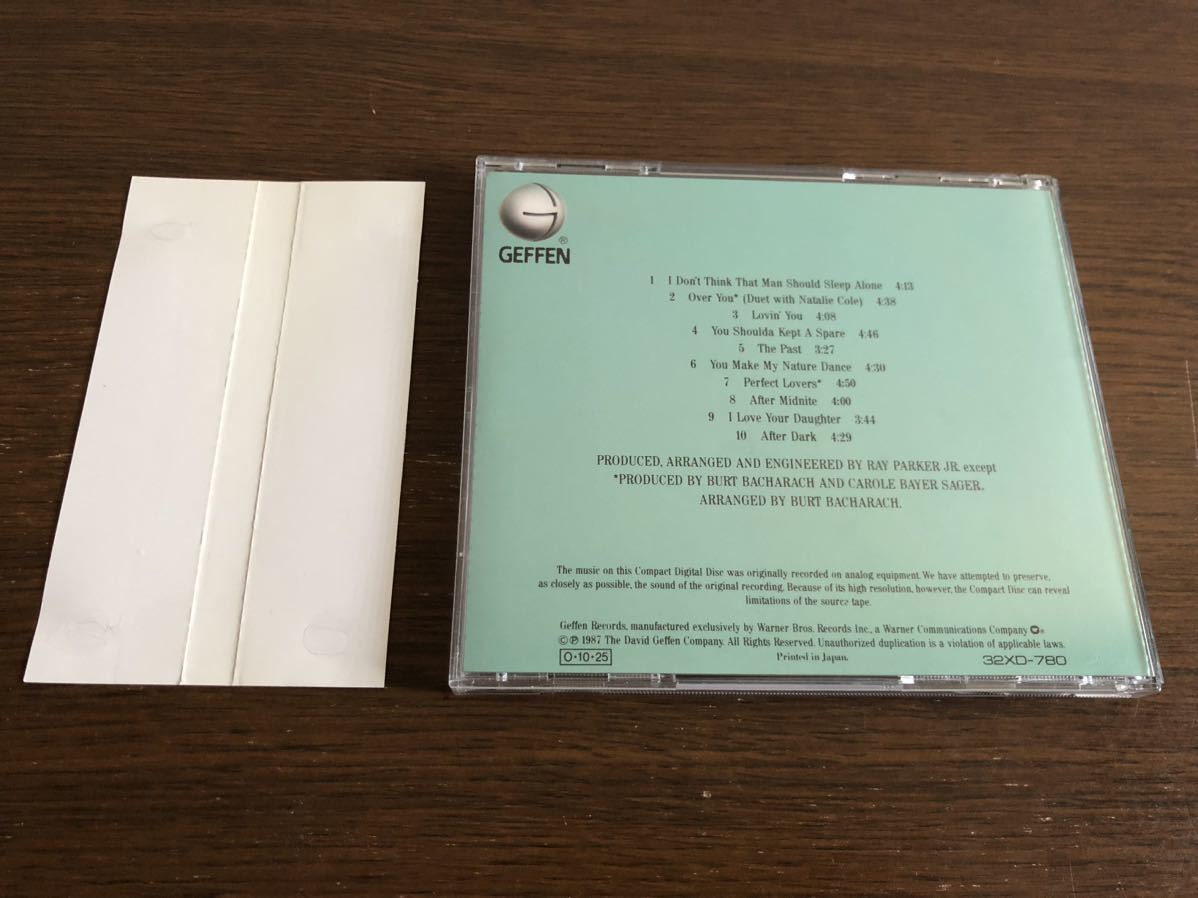 GEFFEN®
1 I Don't Think That Man Should Sleep Alone 4:13
2 Over You* (Duet with Natalie Cole) 4:38
3 Lovin' You 4:08
4 You Shoulda Kept A Spare 4:46
5 The Past 3:27
6 You Make My Nature Dance 4:30
7 Perfect Lovers* 4:50
8 After Midnite 4:00
9 I Love Your Daughter 3:44
10 After Dark 4:29
PRODUCED, ARRANGED AND ENGINEERED BY RAY PARKER JR. except
*PRODUCED BY BURT BACHARACH AND CAROLE BAYER SAGER.
ARRANGED BY BURT BACHARACH.
The music on this Compact Digital Disc was originally recorded on analog equipment. We have attempted to preserve,
as closely as possible, the sound of the original recording. Because of its high resolution, however, the Compact Disc can reveal
limitations of the source tape.
Geffen Records, manufactured exclusively by Warner Bros. Records Inc., a Warner Communications Company
©℗ 1987 The David Geffen Company. All Rights Reserved. Unauthorized duplication is a violation of applicable laws.
O·10·25 Printed in Japan. 32XD-780